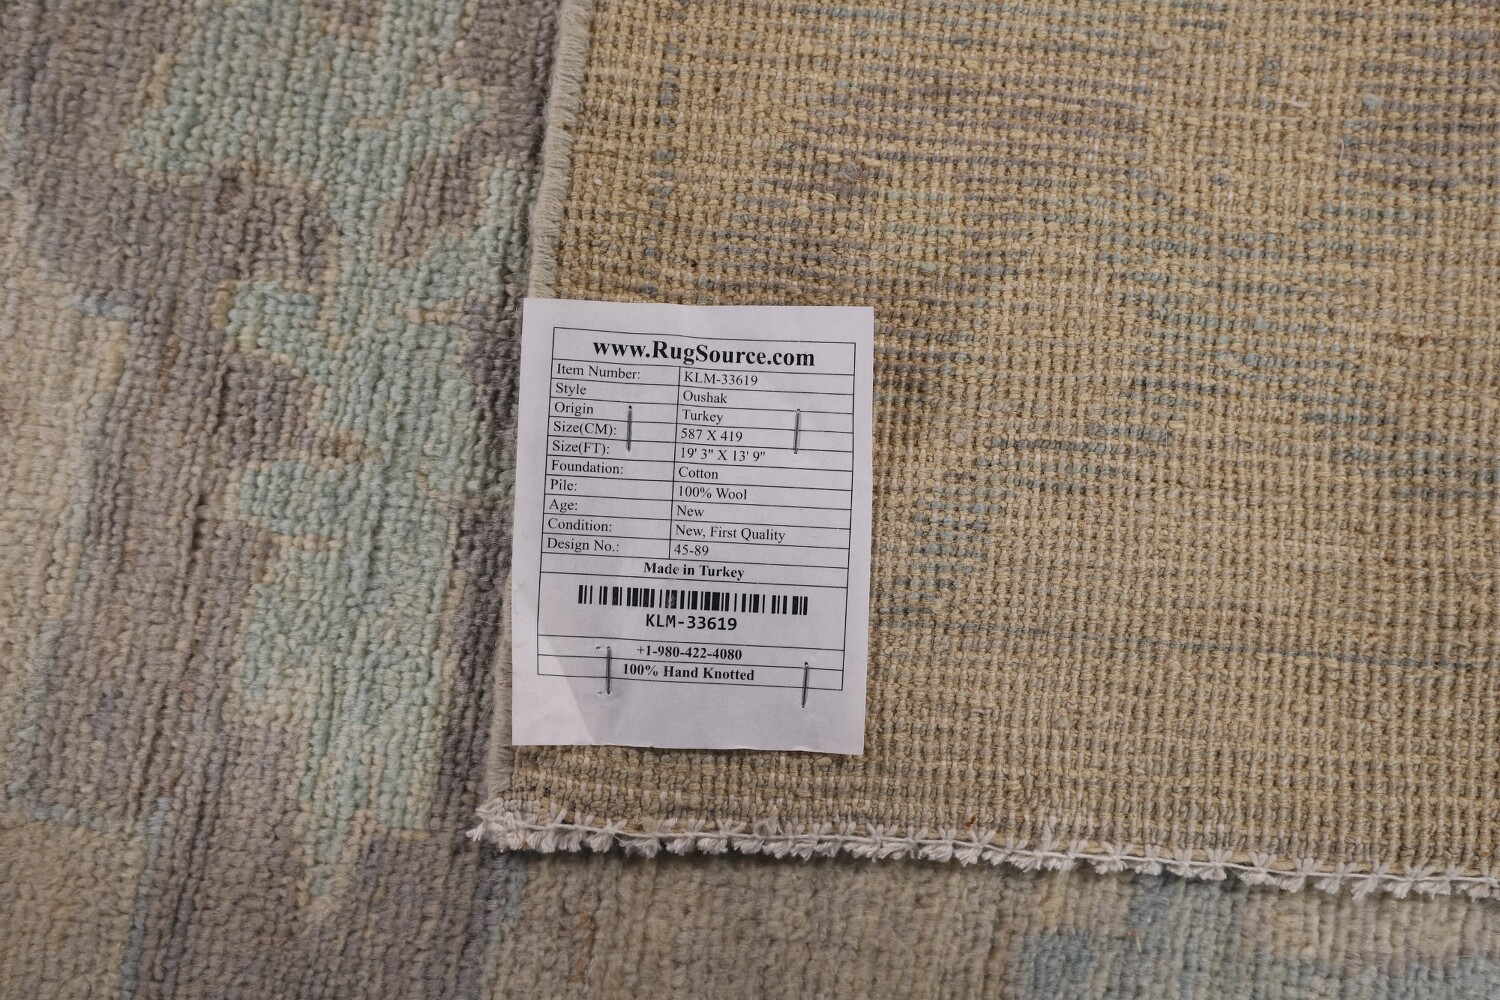 www.RugSource.com
Item Number: KLM-33619
Style Oushak
Origin Turkey
Size(CM): 587 X 419
Size(FT): 19' 3" X 13' 9"
Foundation: Cotton
Pile: 100% Wool
Age: New
Condition: New, First Quality
Design No.: 45-89
Made in Turkey
KLM-33619
+1-980-422-4080
100% Hand Knotted